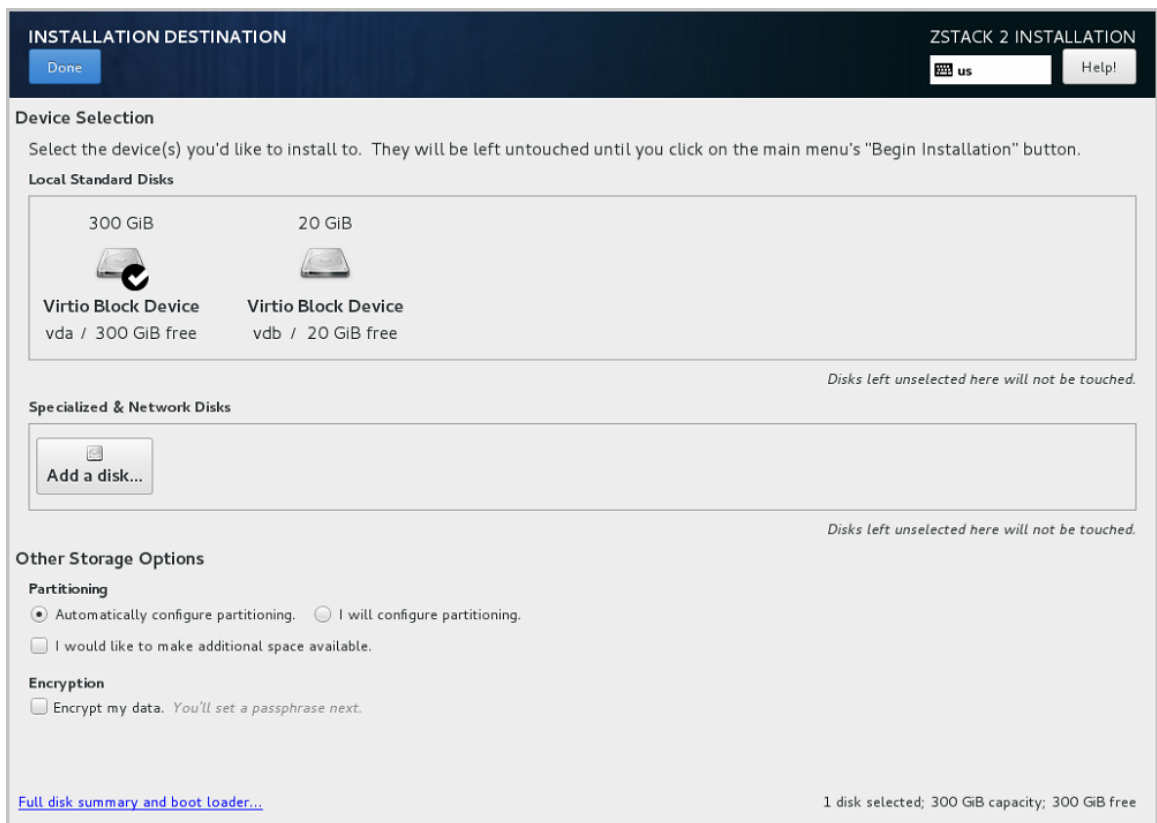 INSTALLATION DESTINATION
ZSTACK 2 INSTALLATION
Done
us
Help!
Device Selection
Select the device(s) you'd like to install to. They will be left untouched until you click on the main menu's "Begin Installation" button.
Local Standard Disks
300 GiB
20 GiB
Virtio Block Device
Virtio Block Device
vda / 300 GiB free
vdb / 20 GiB free
Disks left unselected here will not be touched.
Specialized & Network Disks
Add a disk...
Disks left unselected here will not be touched.
Other Storage Options
Partitioning
Automatically configure partitioning. I will configure partitioning.
I would like to make additional space available.
Encryption
Encrypt my data. You'll set a passphrase next.
Full disk summary and boot loader...
1 disk selected; 300 GiB capacity; 300 GiB free